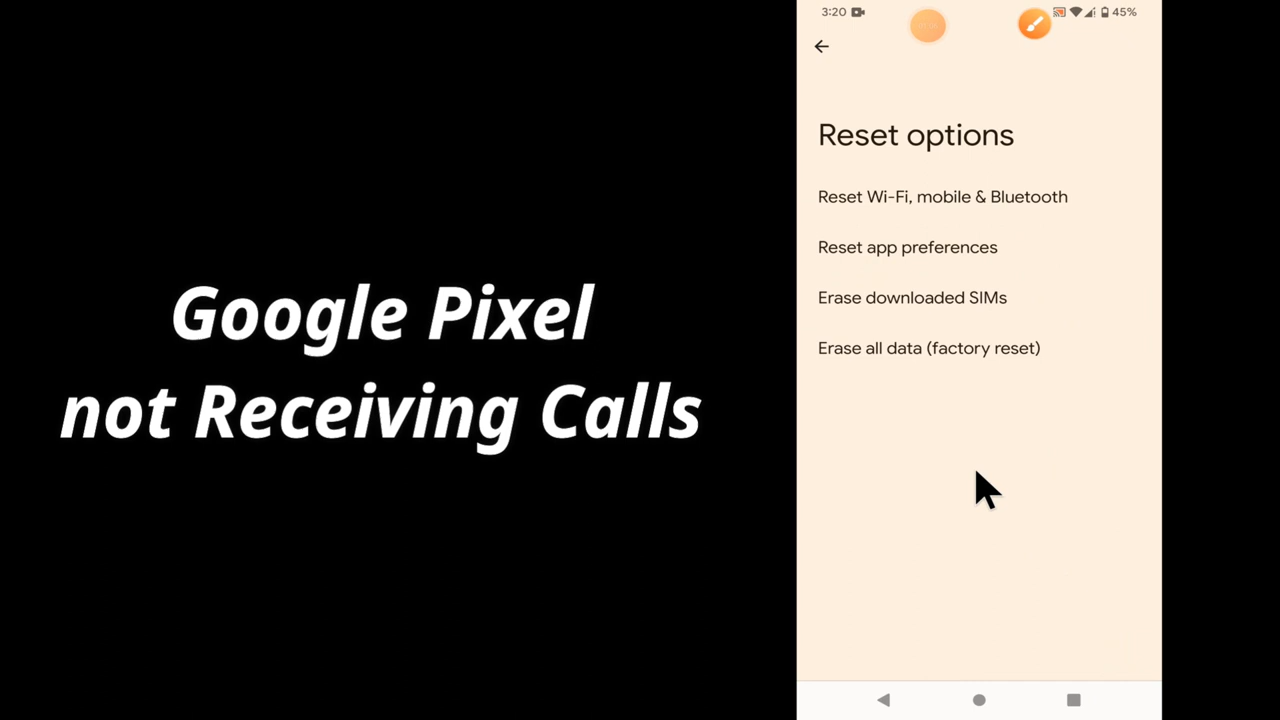 Google Pixel
not Receiving Calls
3:20
45%
Reset options
Reset Wi-Fi, mobile & Bluetooth
Reset app preferences
Erase downloaded SIMs
Erase all data (factory reset)